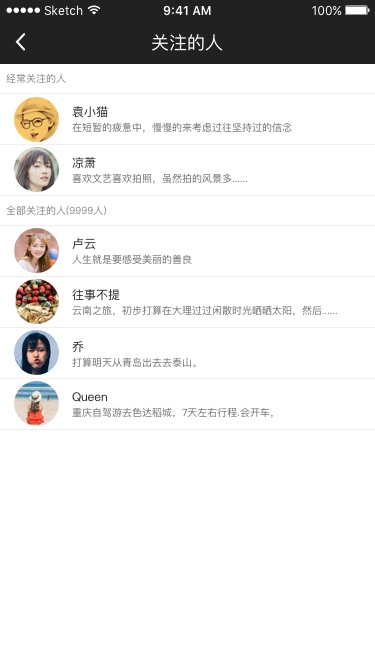 Sketch 9:41 AM 100%
关注的人
经常关注的人
袁小猫
在短暂的疲惫中，慢慢的来考虑过往坚持过的信念
凉萧
喜欢文艺喜欢拍照，虽然拍的风景多......
全部关注的人(9999人)
卢云
人生就是要感受美丽的善良
往事不提
云南之旅，初步打算在大理过过闲散时光晒晒太阳，然后......
乔
打算明天从青岛出去去泰山。
Queen
重庆自驾游去色达稻城，7天左右行程.会开车，